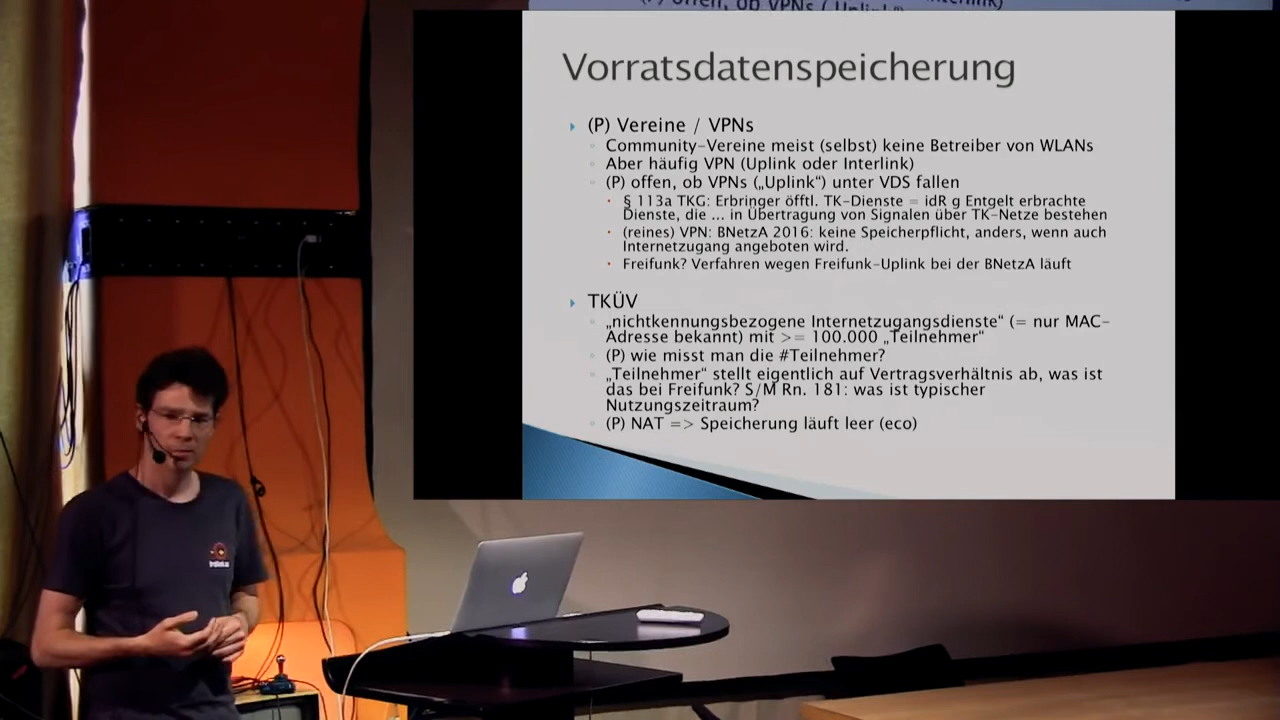 (P) offen, ob VPNs („Uplink“)
Vorratsdatenspeicherung
(P) Vereine / VPNs
Community-Vereine meist (selbst) keine Betreiber von WLANs
Aber häufig VPN (Uplink oder Interlink)
(P) offen, ob VPNs („Uplink“) unter VDS fallen
§ 113a TKG: Erbringer öfftl. TK-Dienste = idR g Entgelt erbrachte
Dienste, die ... in Übertragung von Signalen über TK-Netze bestehen
(reines) VPN: BNetzA 2016: keine Speicherpflicht, anders, wenn auch
Internetzugang angeboten wird.
Freifunk? Verfahren wegen Freifunk-Uplink bei der BNetzA läuft
TKÜV
„nichtkennungsbezogene Internetzugangsdienste“ (= nur MAC-
Adresse bekannt) mit >= 100.000 „Teilnehmer“
(P) wie misst man die #Teilnehmer?
„Teilnehmer“ stellt eigentlich auf Vertragsverhältnis ab, was ist
das bei Freifunk? S/M Rn. 181: was ist typischer
Nutzungszeitraum?
(P) NAT => Speicherung läuft leer (eco)